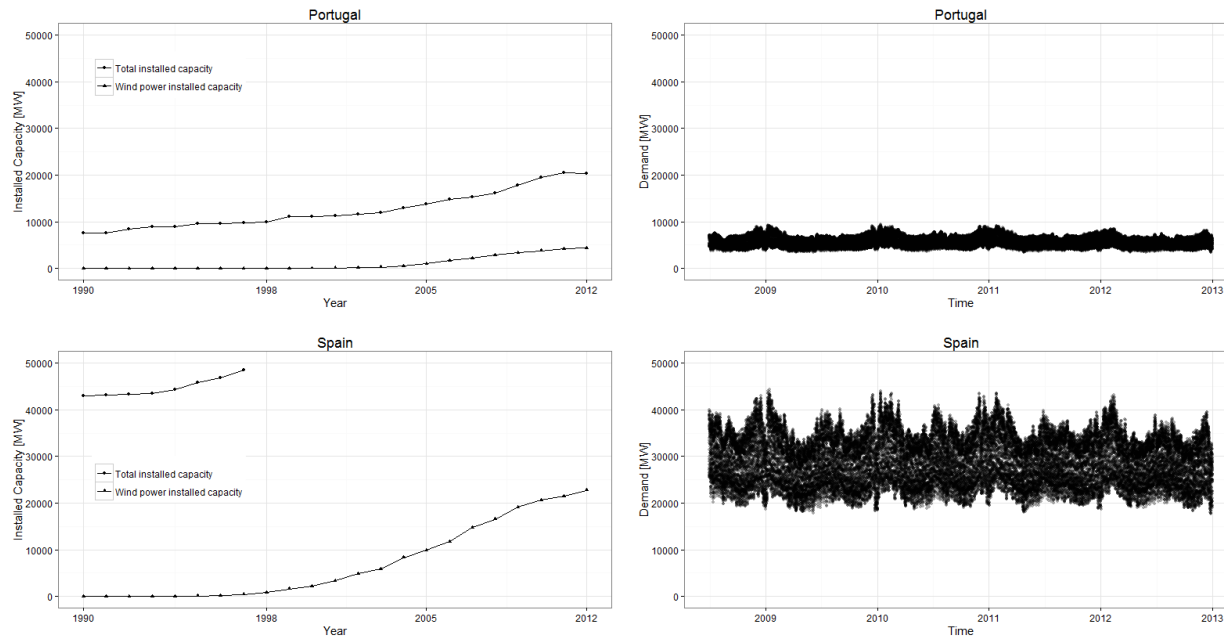 Portugal
50000
40000
30000
20000
10000
0
Installed Capacity [MW]
Total installed capacity
Wind power installed capacity
1990
1998
2005
2012
Year
Portugal
50000
40000
30000
20000
10000
0
Demand [MW]
2009
2010
2011
2012
2013
Time
Spain
50000
40000
30000
20000
10000
0
Installed Capacity [MW]
Total installed capacity
Wind power installed capacity
1990
1998
2005
2012
Year
Spain
50000
40000
30000
20000
10000
0
Demand [MW]
2009
2010
2011
2012
2013
Time